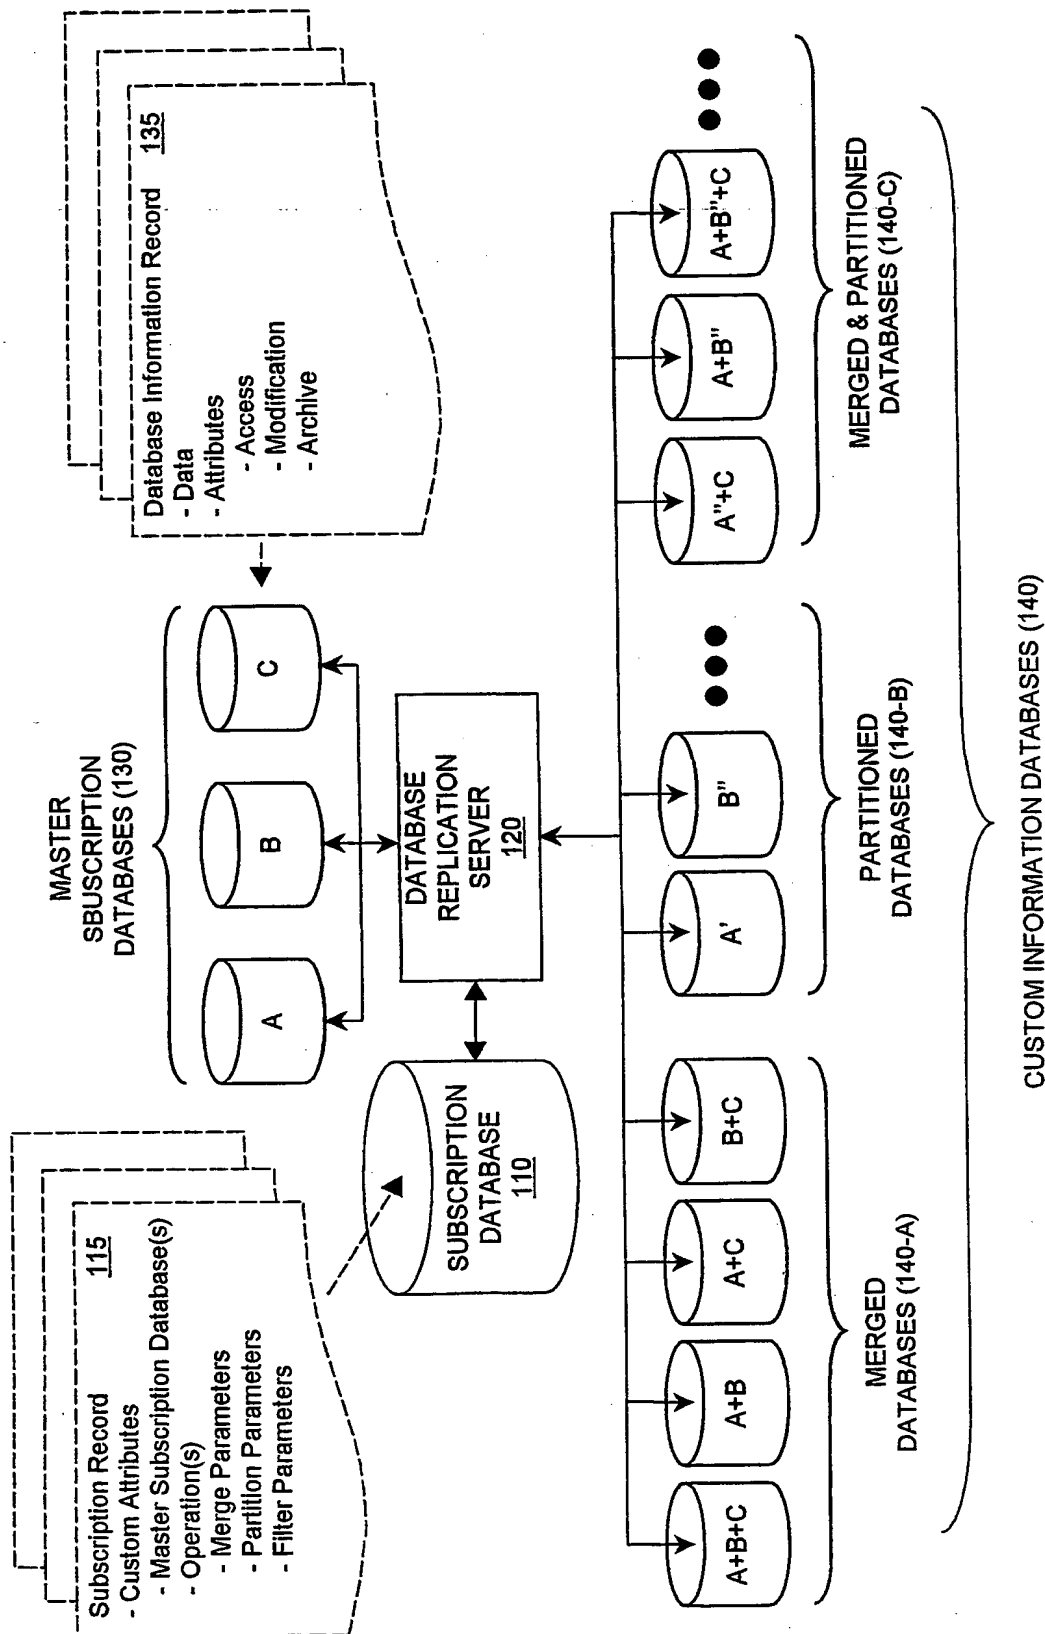 Subscription Record 115
- Custom Attributes
- Master Subscription Database(s)
- Operation(s)
- Merge Parameters
- Partition Parameters
- Filter Parameters
MASTER
SBUSCRIPTION
DATABASES (130)
Database Information Record 135
- Data
- Attributes
- Access
- Modification
- Archive
A
B
C
SUBSCRIPTION
DATABASE
110
DATABASE
REPLICATION
SERVER
120
A+B+C
A+B
A+C
B+C
A'
B"
A"+C
A+B"
A+B"+C
MERGED
DATABASES (140-A)
PARTITIONED
DATABASES (140-B)
MERGED & PARTITIONED
DATABASES (140-C)
CUSTOM INFORMATION DATABASES (140)